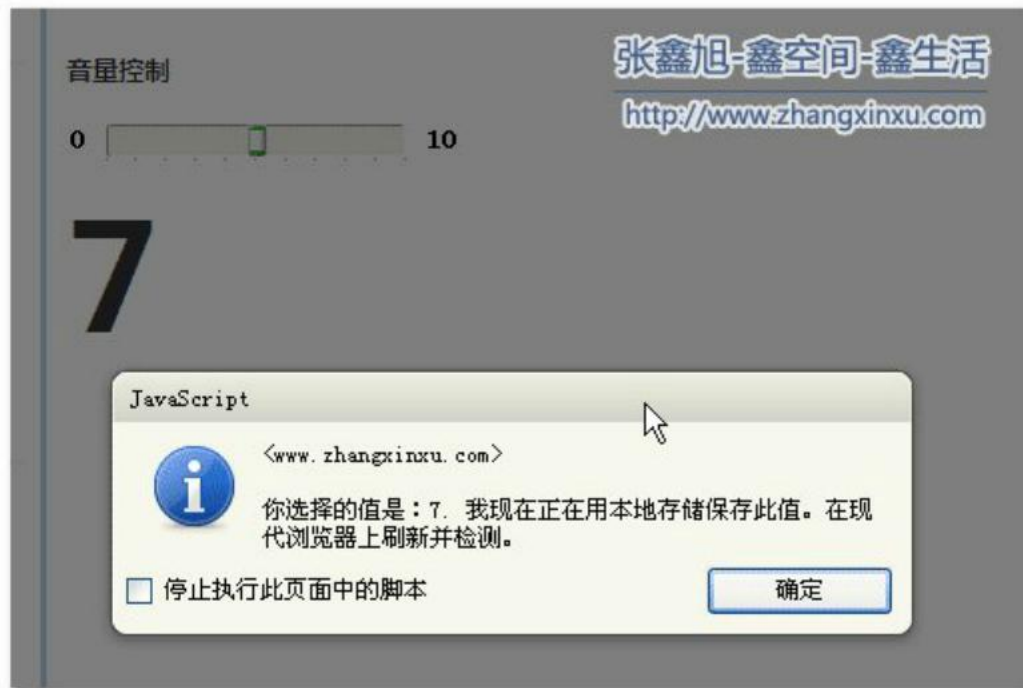 张鑫旭-鑫空间-鑫生活
http://www.zhangxinxu.com
音量控制
0 10
7
JavaScript
<www.zhangxinxu.com>
你选择的值是：7. 我现在正在用本地存储保存此值。在现
代浏览器上刷新并检测。
停止执行此页面中的脚本
确定